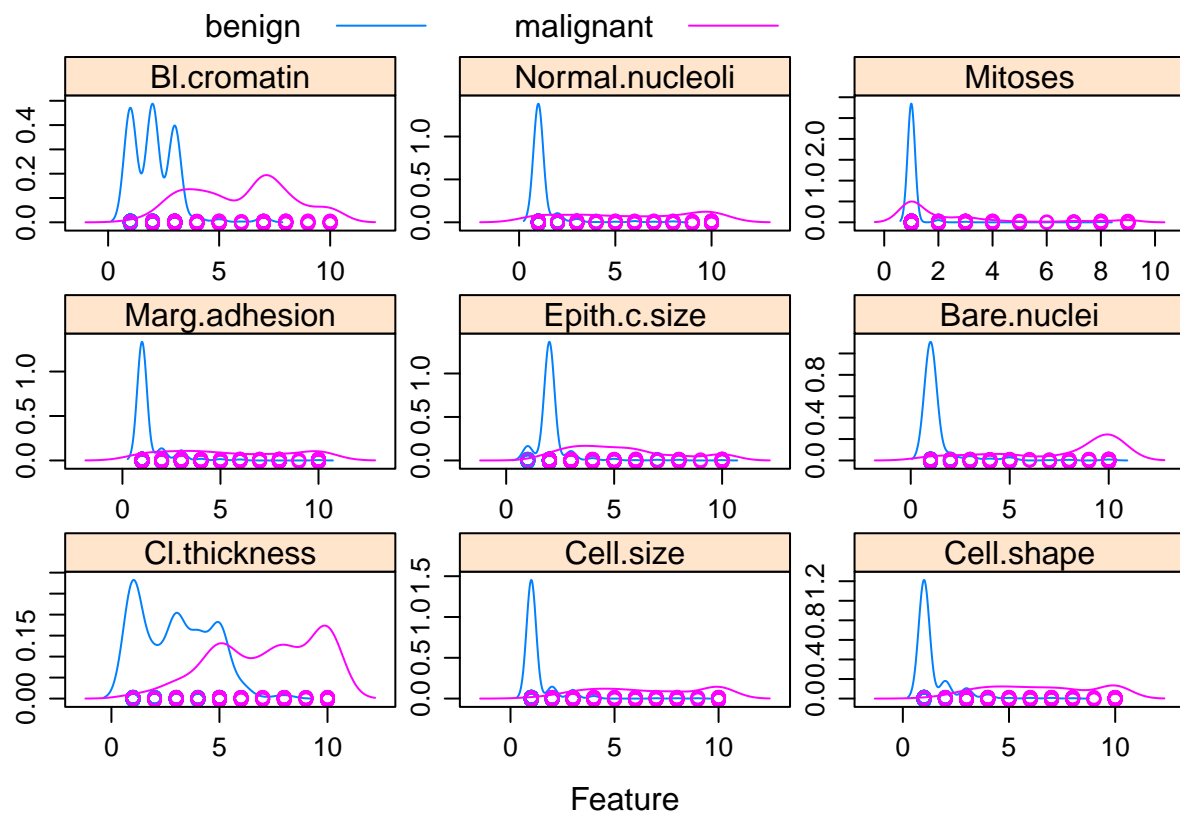 benign malignant
Bl.cromatin Normal.nucleoli Mitoses
0.0 0.2 0.4 0.0 0.5 1.0 0.0 1.0 2.0
0 5 10 0 5 10 0 2 4 6 8 10
Marg.adhesion Epith.c.size Bare.nuclei
0.0 0.5 1.0 0.0 0.5 1.0 0.0 0.4 0.8
0 5 10 0 5 10 0 5 10
Cl.thickness Cell.size Cell.shape
0.00 0.15 0.0 0.5 1.0 1.5 0.0 0.4 0.8 1.2
0 5 10 0 5 10 0 5 10
Feature